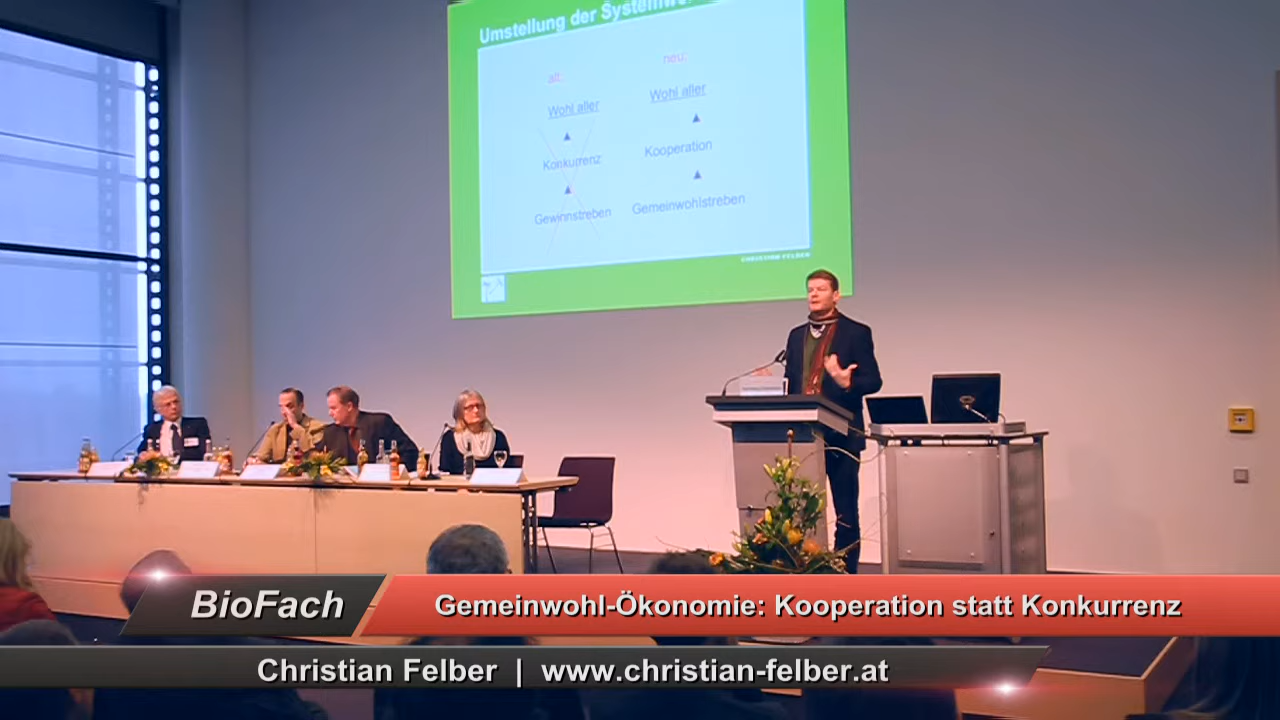 Umstellung der
alt:
neu:
Wohl aller
Wohl aller
Konkurrenz
Kooperation
Gewinnstreben
Gemeinwohlstreben
CHRISTIAN FELBER
BioFach
Gemeinwohl-Ökonomie: Kooperation statt Konkurrenz
Christian Felber | www.christian-felber.at